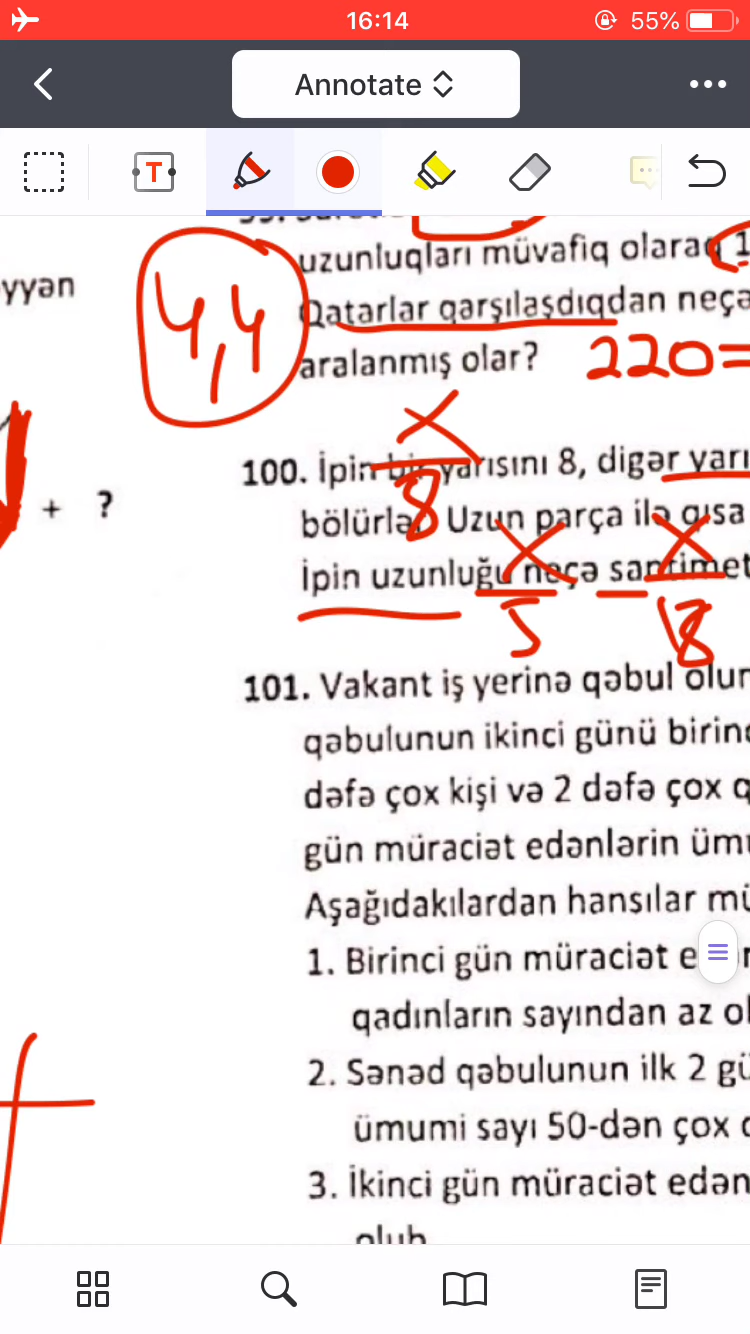 16:14
55%
Annotate
T
uzunluqları müvafiq olaraq 1
yyən
4,4
Qatarlar qarşılaşdıqdan neçə
aralanmış olar? 220=
x
100. İpin bir yarısını 8, digər yarı
8
+ ?
bölürlər. Uzun parça ilə qısa
x x
İpin uzunluğu neçə santimet
5 18
101. Vakant iş yerinə qəbul olun
qəbulunun ikinci günü birinc
dəfə çox kişi və 2 dəfə çox q
gün müraciət edənlərin ümu
Aşağıdakılardan hansılar mü
1. Birinci gün müraciət e
qadınların sayından az ol
2. Sənəd qəbulunun ilk 2 gü
ümumi sayı 50-dən çox o
3. İkinci gün müraciət edən
olub